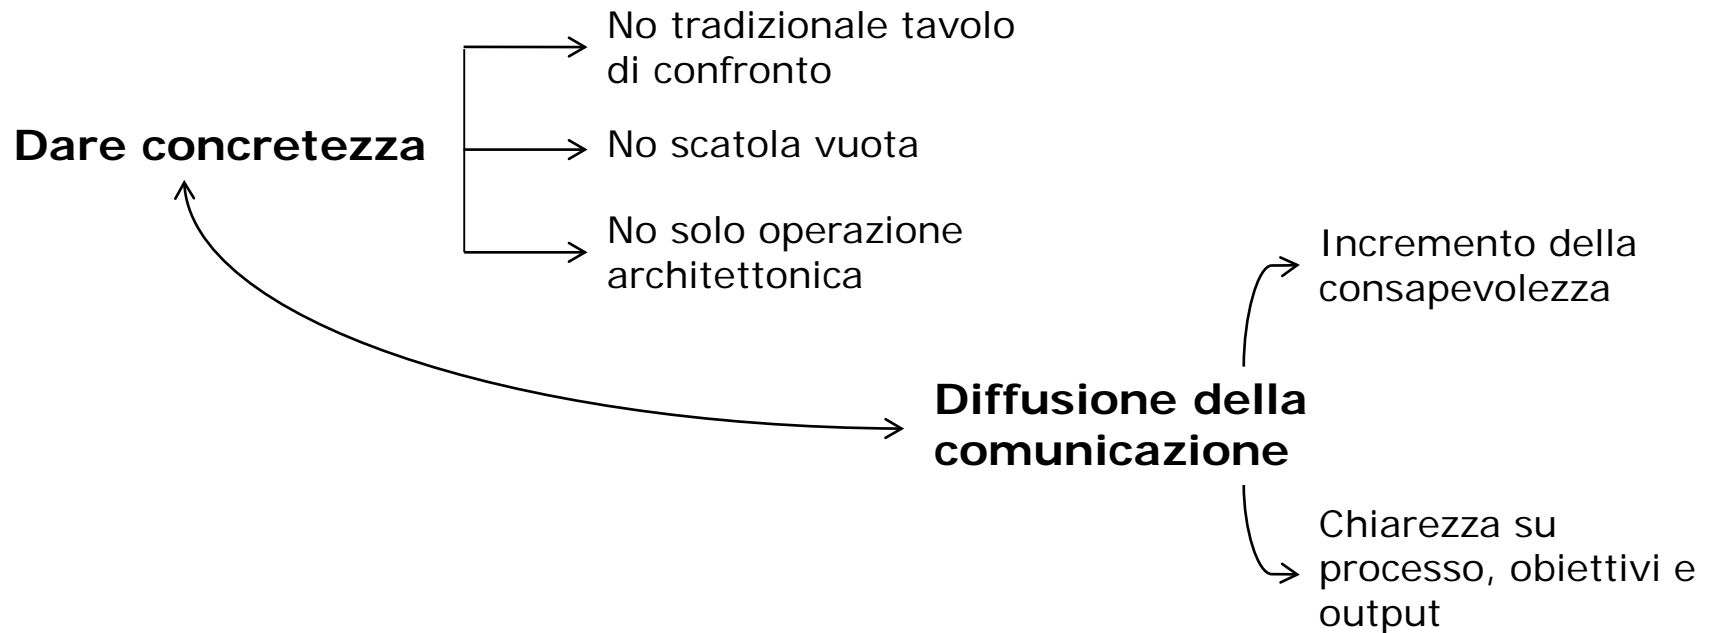 No tradizionale tavolo
di confronto
Dare concretezza
No scatola vuota
No solo operazione
architettonica
Incremento della
consapevolezza
Diffusione della
comunicazione
Chiarezza su
processo, obiettivi e
output